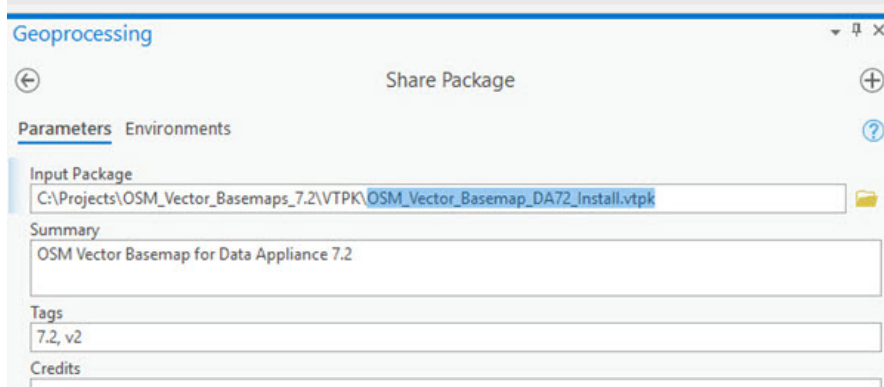 Geoprocessing
Share Package
Parameters Environments
Input Package
C:\Projects\OSM_Vector_Basemaps_7.2\VTPK\OSM_Vector_Basemap_DA72_Install.vtpk
Summary
OSM Vector Basemap for Data Appliance 7.2
Tags
7.2, v2
Credits